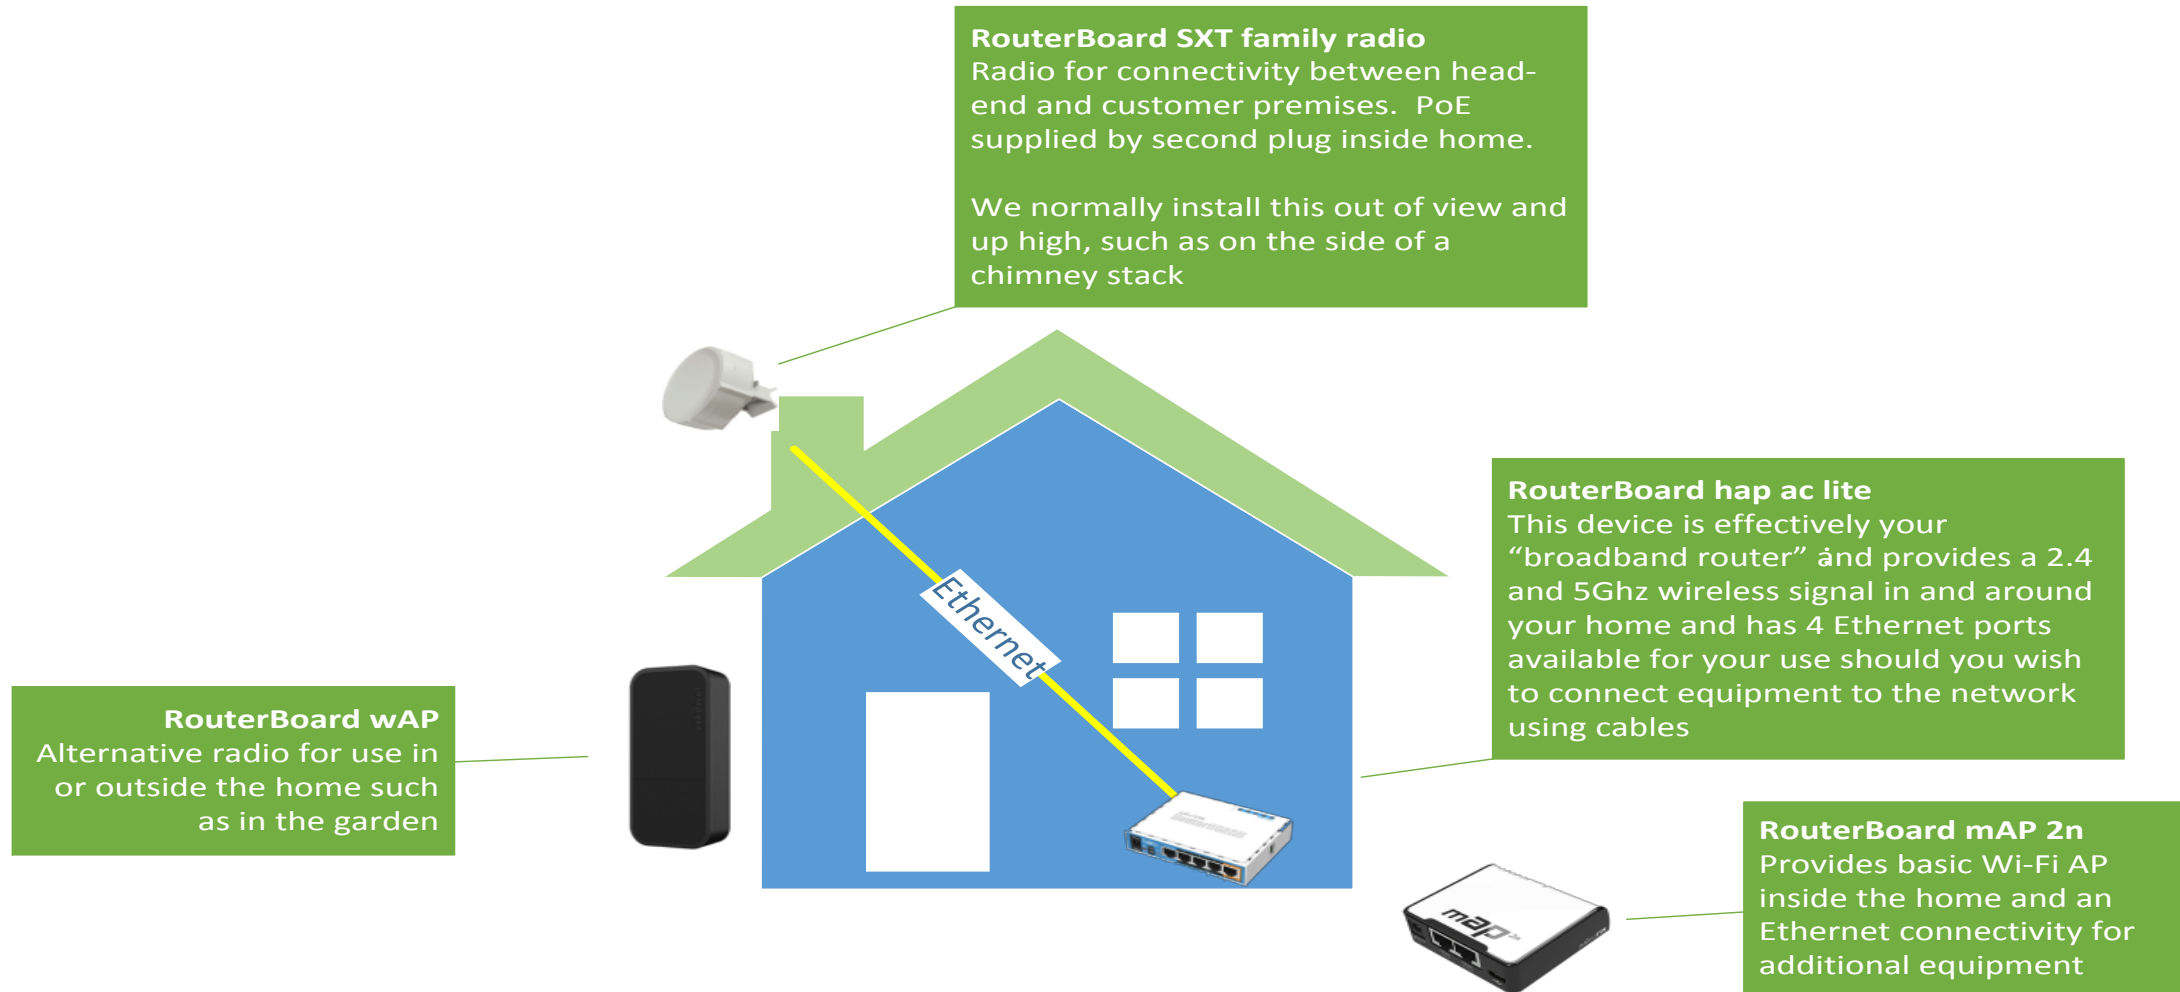 RouterBoard SXT family radio
Radio for connectivity between head-
end and customer premises.  PoE
supplied by second plug inside home.
We normally install this out of view and
up high, such as on the side of a
chimney stack
RouterBoard hap ac lite
This device is effectively your
“broadband router” and provides a 2.4
and 5Ghz wireless signal in and around
your home and has 4 Ethernet ports
available for your use should you wish
to connect equipment to the network
using cables
Ethernet
RouterBoard wAP
Alternative radio for use in
or outside the home such
as in the garden
RouterBoard mAP 2n
Provides basic Wi-Fi AP
inside the home and an
Ethernet connectivity for
additional equipment
map 2n